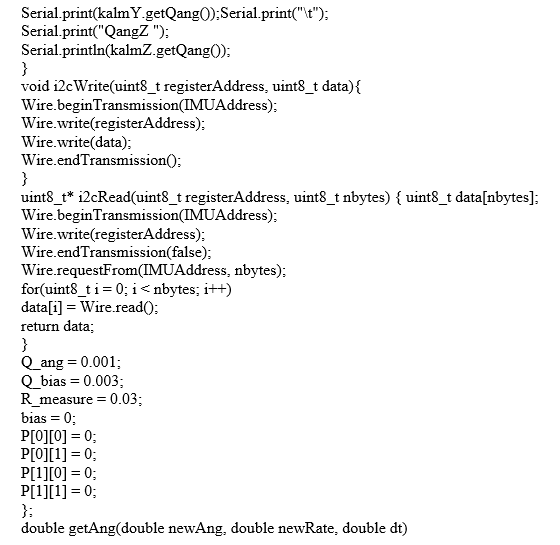 Serial.print(kalmY.getQang());Serial.print("\t");
Serial.print("QangZ ");
Serial.println(kalmZ.getQang());
}
void i2cWrite(uint8_t registerAddress, uint8_t data){
Wire.beginTransmission(IMUAddress);
Wire.write(registerAddress);
Wire.write(data);
Wire.endTransmission();
}
uint8_t* i2cRead(uint8_t registerAddress, uint8_t nbytes) { uint8_t data[nbytes];
Wire.beginTransmission(IMUAddress);
Wire.write(registerAddress);
Wire.endTransmission(false);
Wire.requestFrom(IMUAddress, nbytes);
for(uint8_t i = 0; i < nbytes; i++)
data[i] = Wire.read();
return data;
}
Q_ang = 0.001;
Q_bias = 0.003;
R_measure = 0.03;
bias = 0;
P[0][0] = 0;
P[0][1] = 0;
P[1][0] = 0;
P[1][1] = 0;
};
double getAng(double newAng, double newRate, double dt)